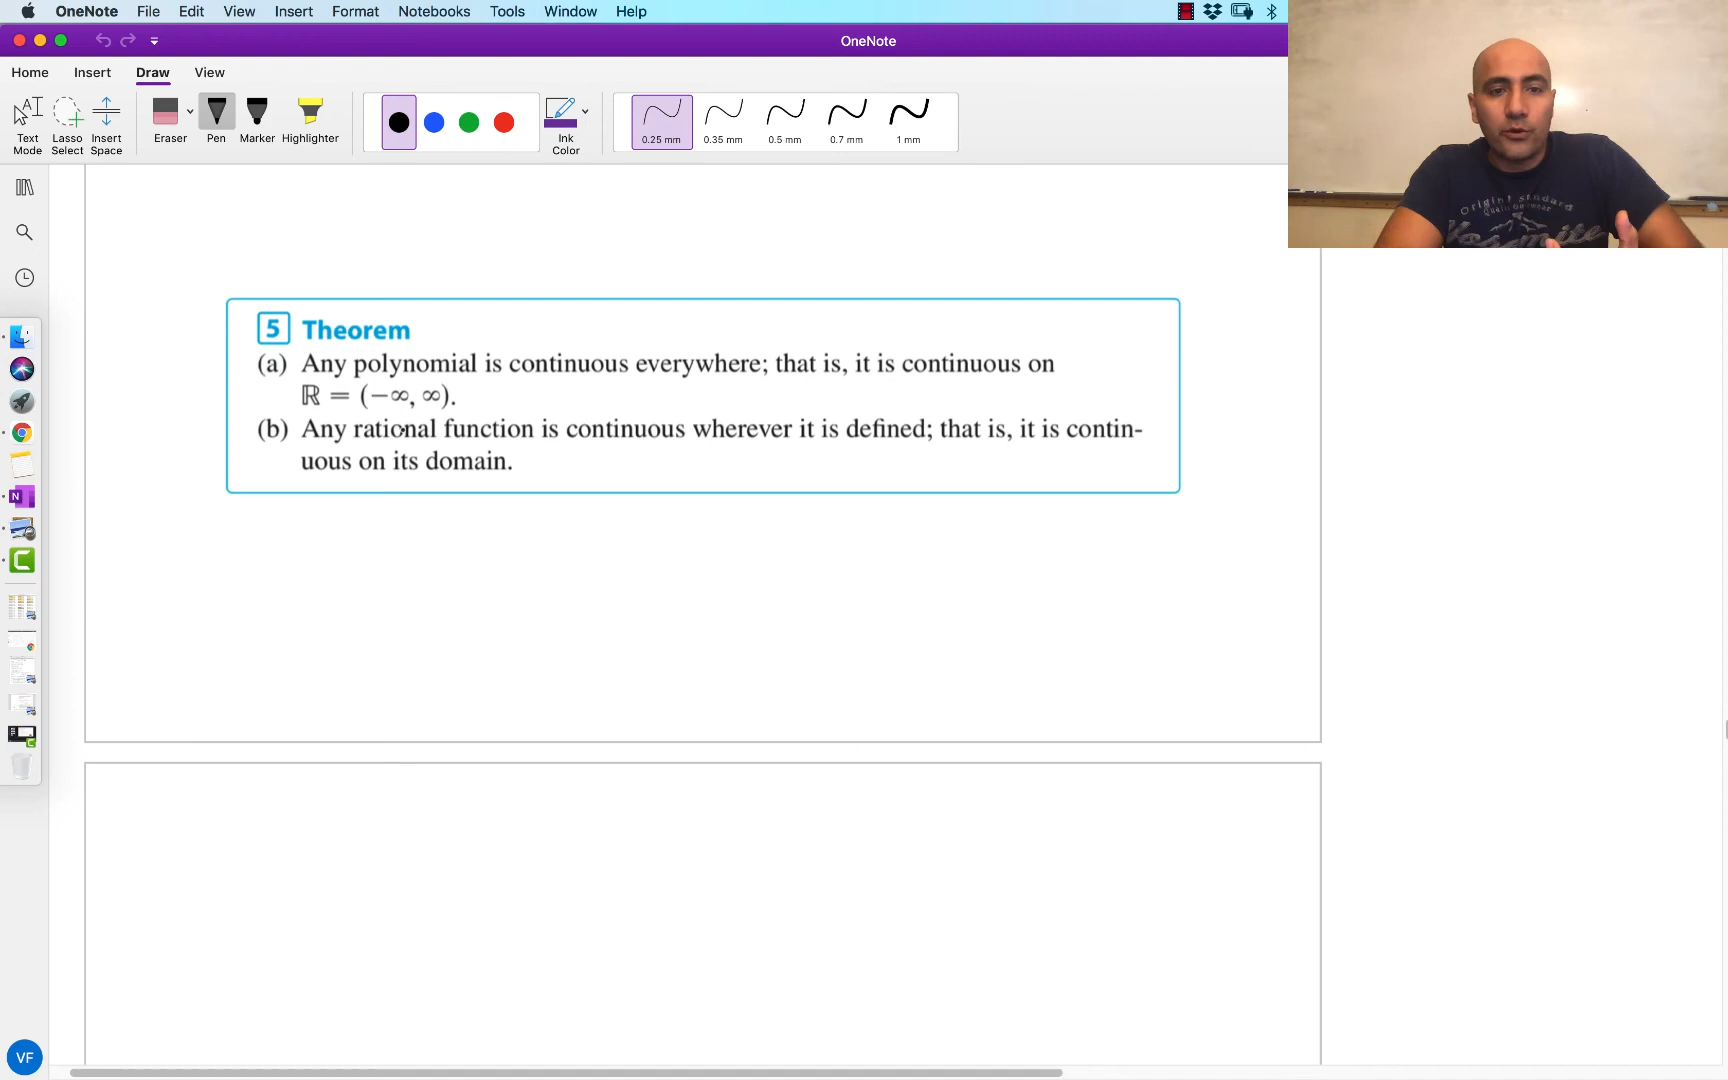 OneNote File Edit View Insert Format Notebooks Tools Window Help
OneNote
Home Insert Draw View
Text Mode
Lasso Select
Insert Space
Eraser
Pen
Marker
Highlighter
Ink Color
0.25 mm
0.35 mm
0.5 mm
0.7 mm
1 mm
Original Standard
Yosemite
5 Theorem
(a) Any polynomial is continuous everywhere; that is, it is continuous on
ℝ = (−∞, ∞).
(b) Any rational function is continuous wherever it is defined; that is, it is contin-
uous on its domain.
VF